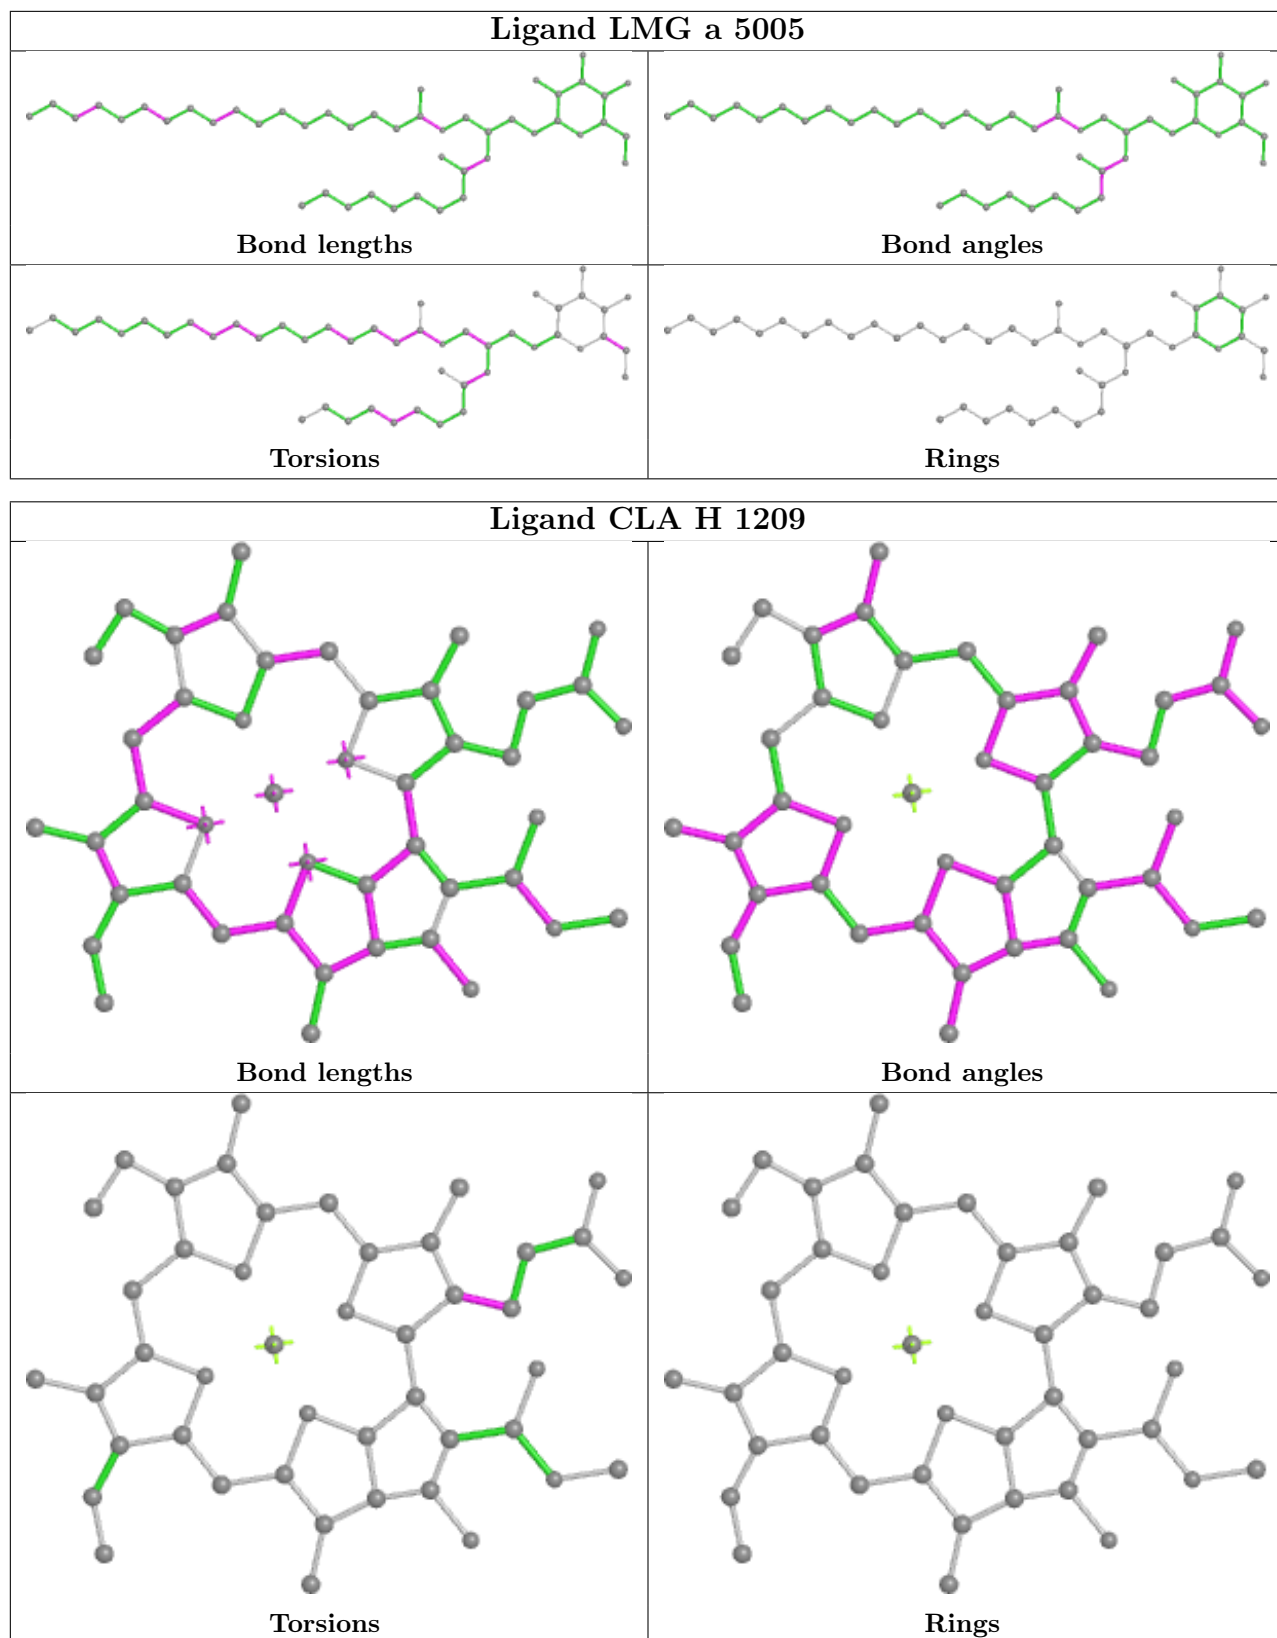 Ligand LMG a 5005
Bond lengths
Bond angles
Torsions
Rings
Ligand CLA H 1209
Bond lengths
Bond angles
Torsions
Rings